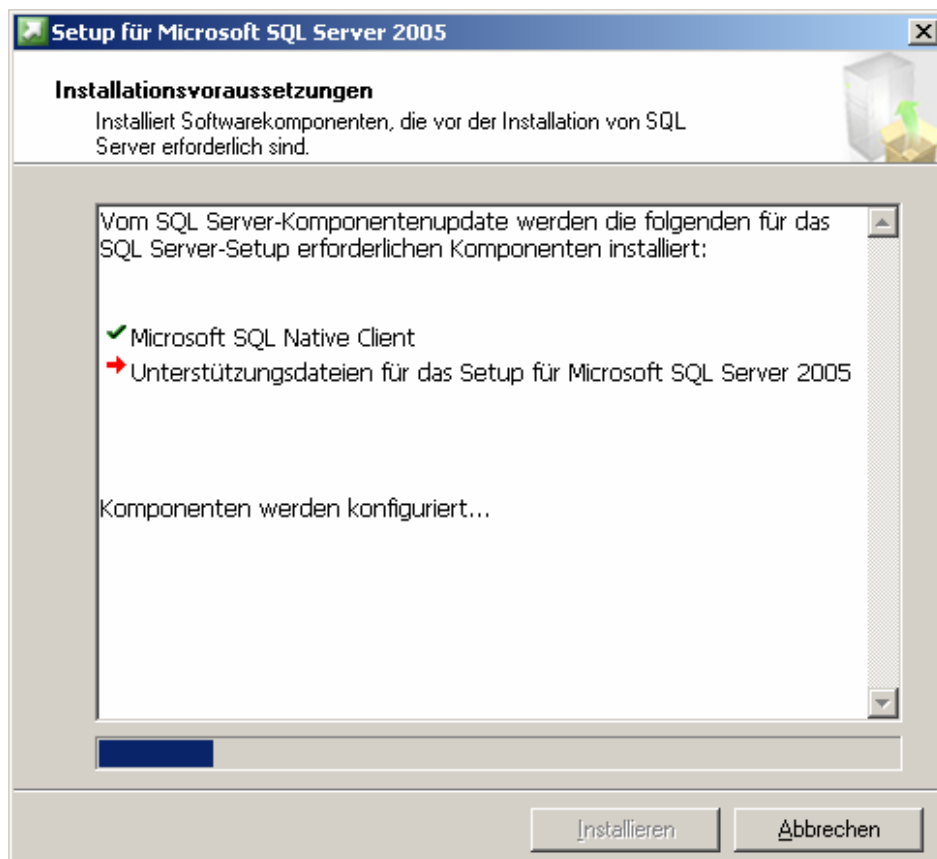 Setup für Microsoft SQL Server 2005
Installationsvoraussetzungen
Installiert Softwarekomponenten, die vor der Installation von SQL
Server erforderlich sind.
Vom SQL Server-Komponentenupdate werden die folgenden für das
SQL Server-Setup erforderlichen Komponenten installiert:
Microsoft SQL Native Client
Unterstützungsdateien für das Setup für Microsoft SQL Server 2005
Komponenten werden konfiguriert...
Installieren
Abbrechen